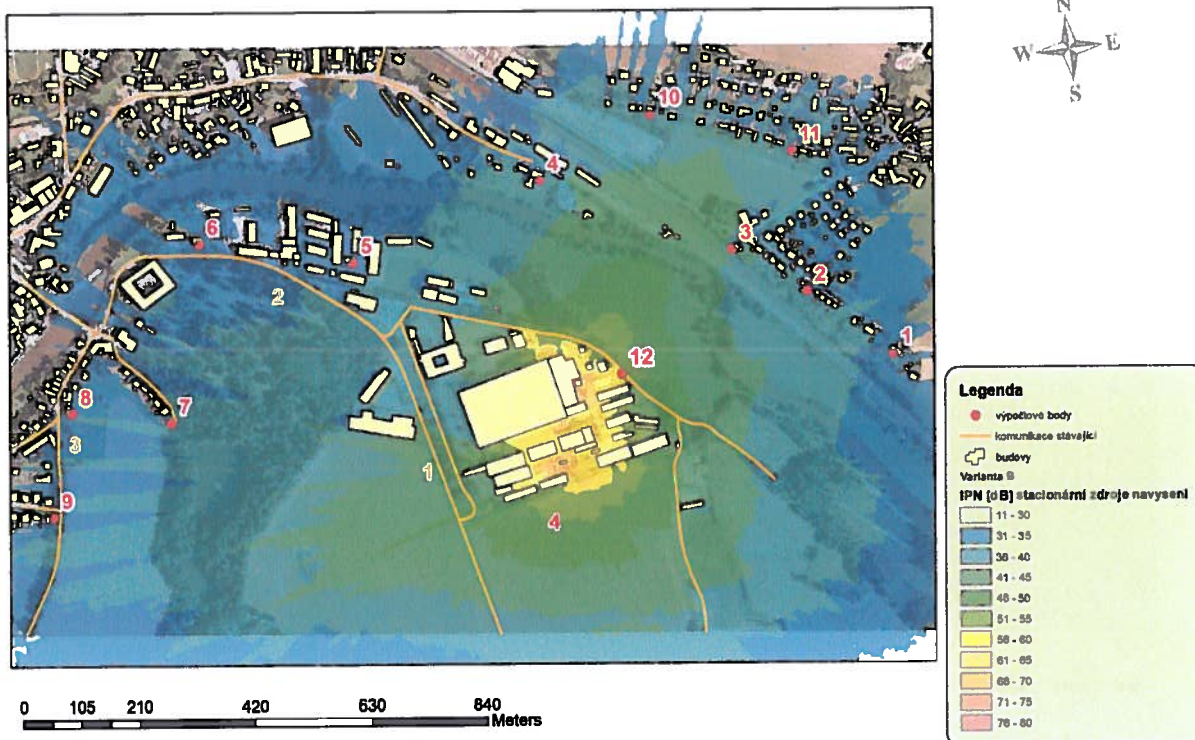 N
W E
S
10
11
4
6
5
3
2
2
1
12
8
7
3
1
9
4
Legenda
výpočtové body
komunikace stávající
budovy
Varianta B
IPN [dB] stacionární zdroje navyseni
11 - 30
31 - 35
36 - 40
41 - 45
46 - 50
51 - 55
56 - 60
61 - 65
66 - 70
71 - 75
76 - 80
0 105 210 420 630 840
Meters